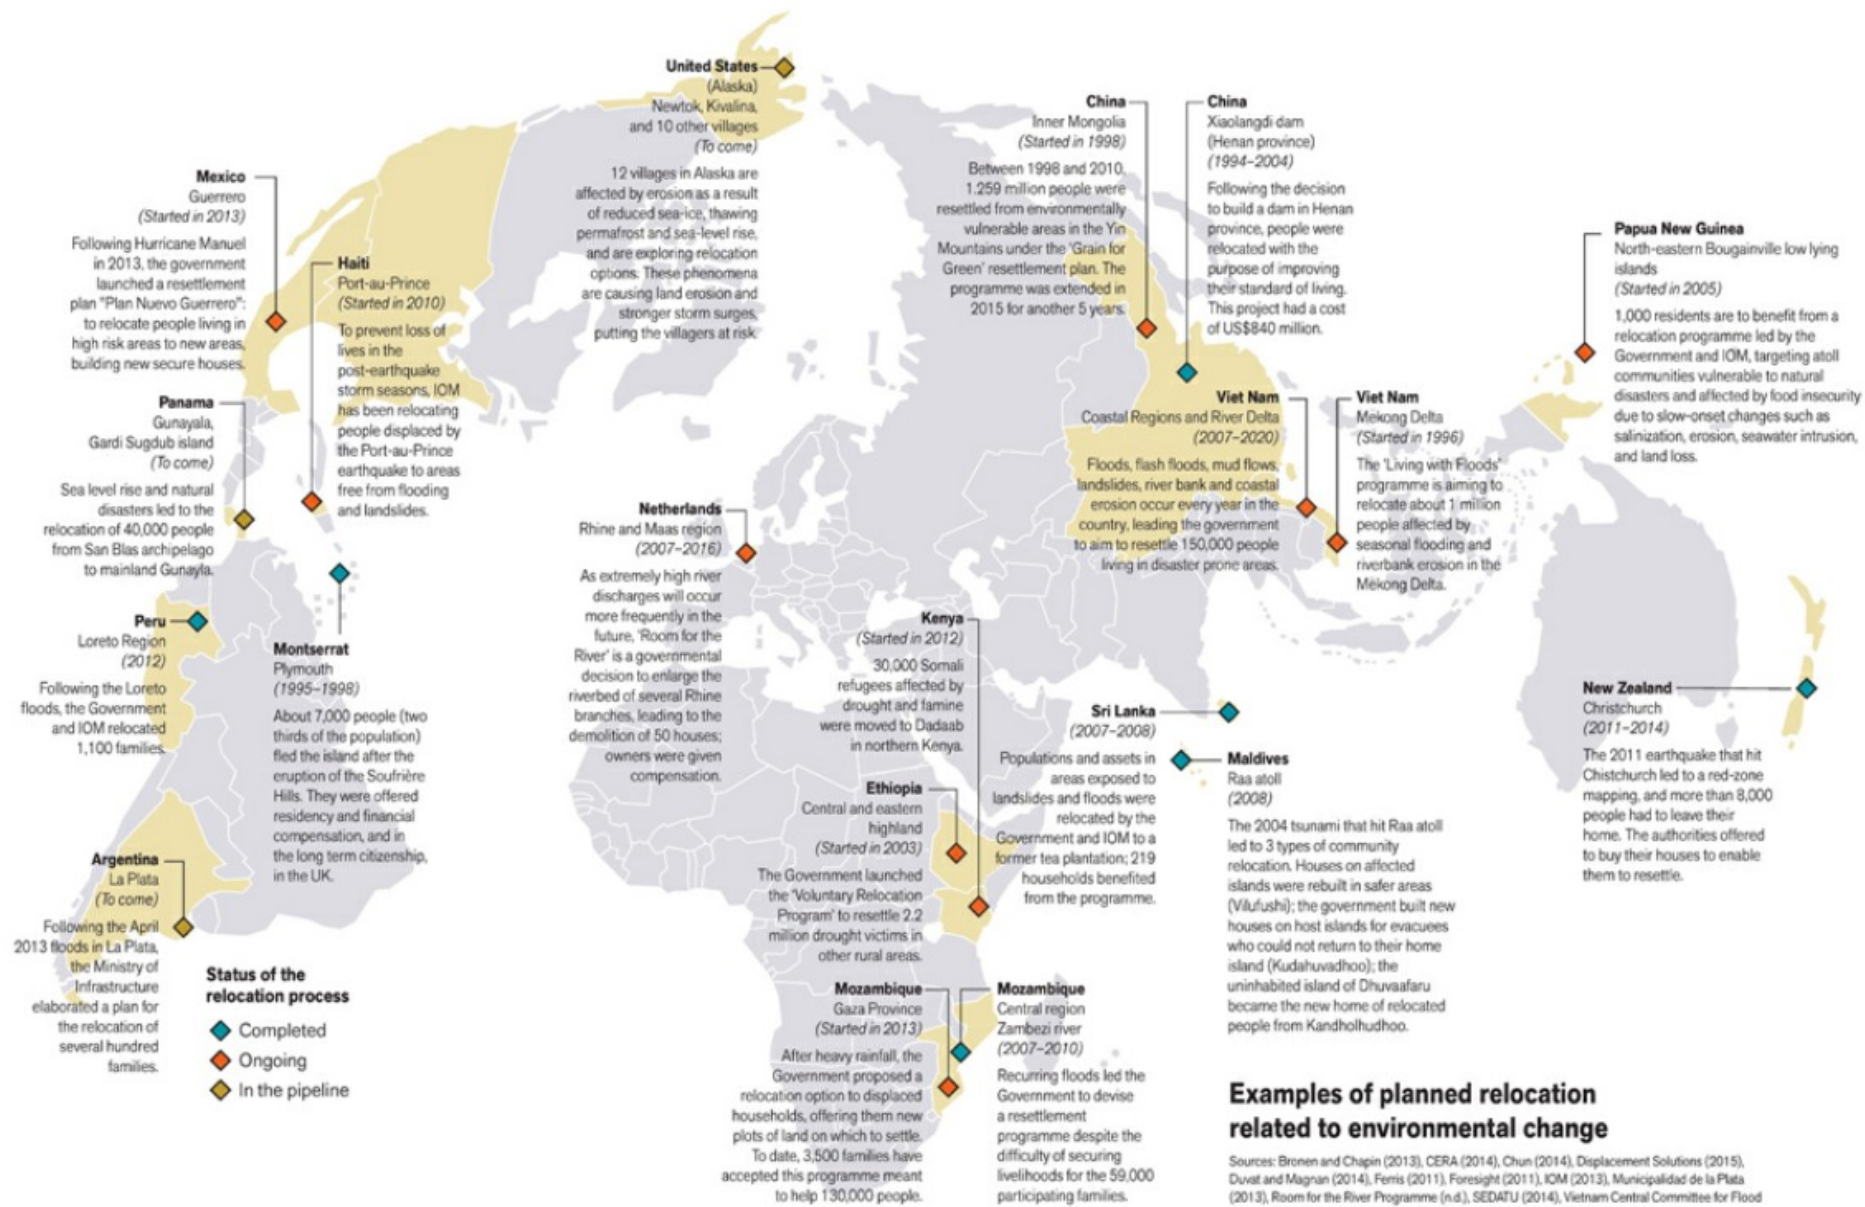 United States
(Alaska)
Newtok, Kivalina,
and 10 other villages
(To come)
12 villages in Alaska are
affected by erosion as a result
of reduced sea-ice, thawing
permafrost and sea-level rise,
and are exploring relocation
options. These phenomena
are causing land erosion and
stronger storm surges,
putting the villagers at risk.
Mexico
Guerrero
(Started in 2013)
Following Hurricane Manuel
in 2013, the government
launched a resettlement
plan "Plan Nuevo Guerrero":
to relocate people living in
high risk areas to new areas,
building new secure houses.
Haiti
Port-au-Prince
(Started in 2010)
To prevent loss of
lives in the
post-earthquake
storm seasons, IOM
has been relocating
people displaced by
the Port-au-Prince
earthquake to areas
free from flooding
and landslides.
Panama
Gunayala,
Gardi Sugdub island
(To come)
Sea level rise and natural
disasters led to the
relocation of 40,000 people
from San Blas archipelago
to mainland Gunayla.
Peru
Loreto Region
(2012)
Following the Loreto
floods, the Government
and IOM relocated
1,100 families.
Montserrat
Plymouth
(1995–1998)
About 7,000 people (two
thirds of the population)
fled the island after the
eruption of the Soufrière
Hills. They were offered
residency and financial
compensation, and in
the long term citizenship,
in the UK.
Argentina
La Plata
(To come)
Following the April
2013 floods in La Plata,
the Ministry of
Infrastructure
elaborated a plan for
the relocation of
several hundred
families.
Status of the
relocation process
Completed
Ongoing
In the pipeline
Netherlands
Rhine and Maas region
(2007–2016)
As extremely high river
discharges will occur
more frequently in the
future, 'Room for the
River' is a governmental
decision to enlarge the
riverbed of several Rhine
branches, leading to the
demolition of 50 houses;
owners were given
compensation.
Kenya
(Started in 2012)
30,000 Somali
refugees affected by
drought and famine
were moved to Dadaab
in northern Kenya.
Ethiopia
Central and eastern
highland
(Started in 2003)
The Government launched
the 'Voluntary Relocation
Program' to resettle 2.2
million drought victims in
other rural areas.
Mozambique
Gaza Province
(Started in 2013)
After heavy rainfall, the
Government proposed a
relocation option to displaced
households, offering them new
plots of land on which to settle.
To date, 3,500 families have
accepted this programme meant
to help 130,000 people.
Mozambique
Central region
Zambezi river
(2007–2010)
Recurring floods led the
Government to devise
a resettlement
programme despite the
difficulty of securing
livelihoods for the 59,000
participating families.
China
Inner Mongolia
(Started in 1998)
Between 1998 and 2010,
1.259 million people were
resettled from environmentally
vulnerable areas in the Yin
Mountains under the 'Grain for
Green' resettlement plan. The
programme was extended in
2015 for another 5 years.
China
Xiaolangdi dam
(Henan province)
(1994–2004)
Following the decision
to build a dam in Henan
province, people were
relocated with the
purpose of improving
their standard of living.
This project had a cost
of US$840 million.
Viet Nam
Coastal Regions and River Delta
(2007–2020)
Floods, flash floods, mud flows,
landslides, river bank and coastal
erosion occur every year in the
country, leading the government
to aim to resettle 150,000 people
living in disaster prone areas.
Viet Nam
Mekong Delta
(Started in 1996)
The 'Living with Floods'
programme is aiming to
relocate about 1 million
people affected by
seasonal flooding and
riverbank erosion in the
Mekong Delta.
Papua New Guinea
North-eastern Bougainville low lying
islands
(Started in 2005)
1,000 residents are to benefit from a
relocation programme led by the
Government and IOM, targeting atoll
communities vulnerable to natural
disasters and affected by food insecurity
due to slow-onset changes such as
salinization, erosion, seawater intrusion,
and land loss.
Sri Lanka
(2007–2008)
Populations and assets in
areas exposed to
landslides and floods were
relocated by the
Government and IOM to a
former tea plantation; 219
households benefited
from the programme.
Maldives
Raa atoll
(2008)
The 2004 tsunami that hit Raa atoll
led to 3 types of community
relocation. Houses on affected
islands were rebuilt in safer areas
(Vilufushi); the government built new
houses on host islands for evacuees
who could not return to their home
island (Kudahuvadhoo); the
uninhabited island of Dhuvaafaru
became the new home of relocated
people from Kandholhudhoo.
New Zealand
Christchurch
(2011–2014)
The 2011 earthquake that hit
Chistchurch led to a red-zone
mapping, and more than 8,000
people had to leave their
home. The authorities offered
to buy their houses to enable
them to resettle.
Examples of planned relocation
related to environmental change
Sources: Bronen and Chapin (2013), CERA (2014), Chun (2014), Displacement Solutions (2015),
Duvat and Magnan (2014), Ferris (2011), Foresight (2011), IOM (2013), Municipalidad de la Plata
(2013), Room for the River Programme (n.d.), SEDATU (2014), Vietnam Central Committee for Flood